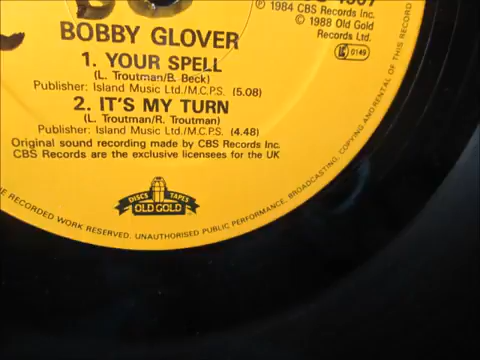 ℗ 1984 CBS Records Inc.
© 1988 Old Gold
Records Ltd.
LC 0149
BOBBY GLOVER
1. YOUR SPELL
(L. Troutman/B. Beck)
Publisher: Island Music Ltd./M.C.P.S. (5.08)
2. IT'S MY TURN
(L. Troutman/R. Troutman)
Publisher: Island Music Ltd./M.C.P.S. (4.48)
Original sound recording made by CBS Records Inc.
CBS Records are the exclusive licensees for the UK
DISCS TAPES
OLD GOLD
RECORDED WORK RESERVED. UNAUTHORISED PUBLIC PERFORMANCE, BROADCASTING, COPYING AND RENTAL OF THIS RECORD